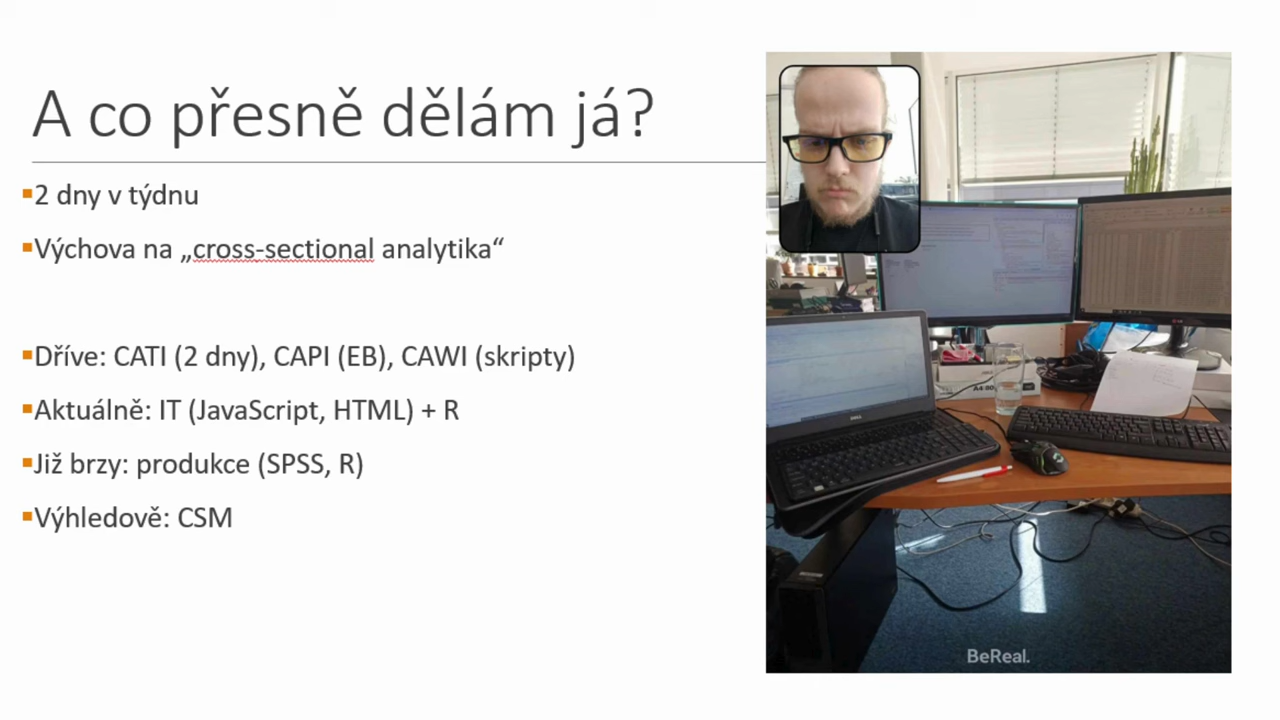 A co přesně dělám já?
2 dny v týdnu
Výchova na „cross-sectional analytika“
Dříve: CATI (2 dny), CAPI (EB), CAWI (skripty)
Aktuálně: IT (JavaScript, HTML) + R
Již brzy: produkce (SPSS, R)
Výhledově: CSM
DELL
BeReal.